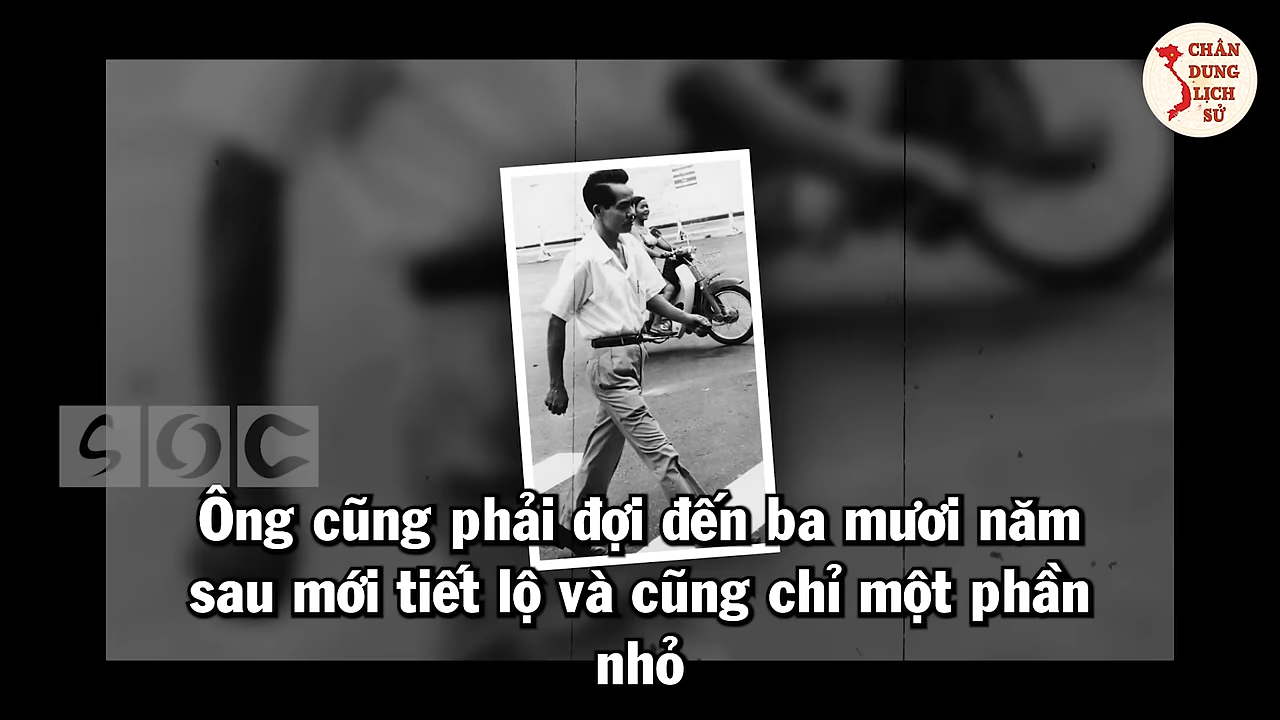 CHÂN
DUNG
LỊCH
SỬ
SOC
Ông cũng phải đợi đến ba mươi năm
sau mới tiết lộ và cũng chỉ một phần
nhỏ